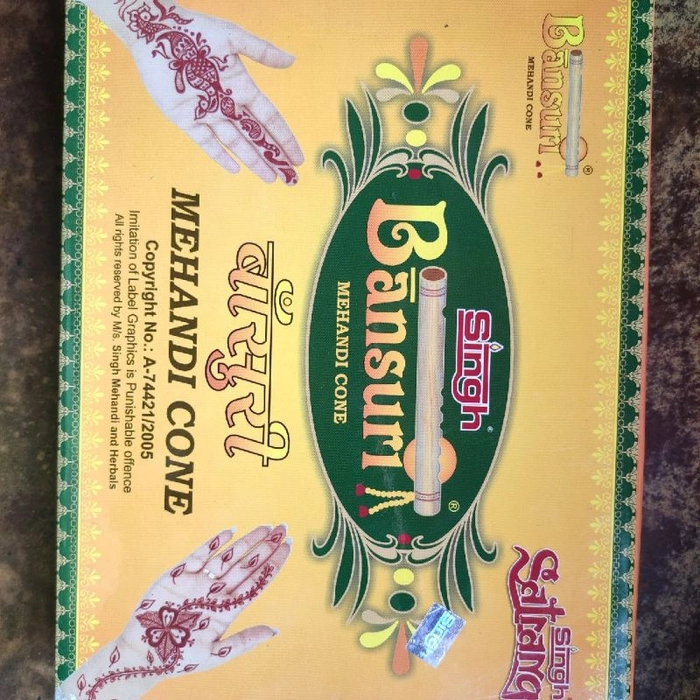 Bānsuri®
MEHANDI CONE
Singh
Satrang
Singh
Bānsuri®
MEHANDI CONE
बाँसुरी
MEHANDI CONE
Copyright No.: A-74421/2005
Imitation of Label Graphics is Punishable offence
All rights reserved by M/s. Singh Mehandi and Herbals
Singh